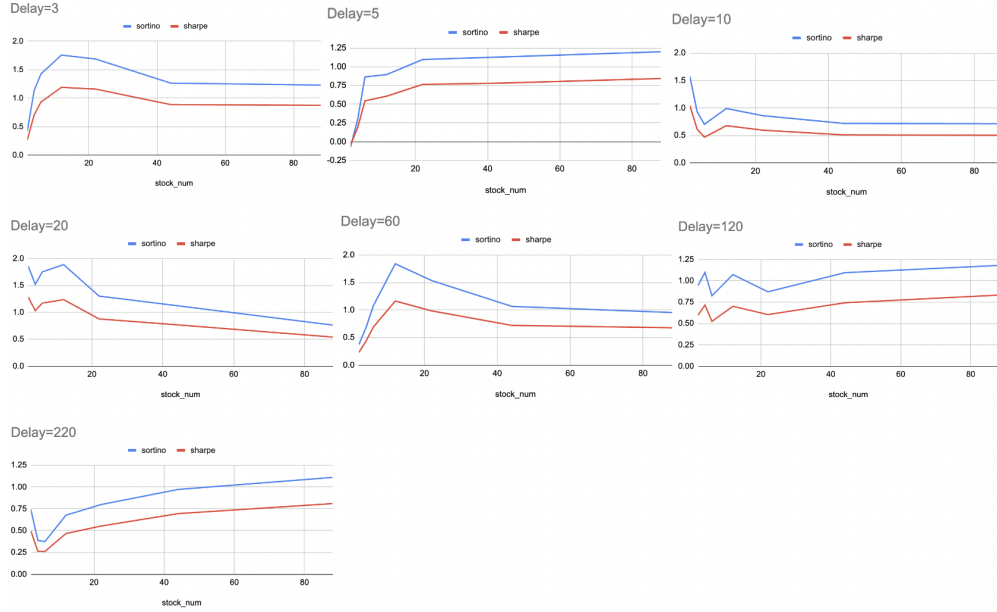 Delay=3
sortino sharpe
2.0
1.5
1.0
0.5
0.0
20 40 60 80
stock_num
Delay=5
sortino sharpe
1.25
1.00
0.75
0.50
0.25
0.00
-0.25
20 40 60 80
stock_num
Delay=10
sortino sharpe
2.0
1.5
1.0
0.5
0.0
20 40 60 80
stock_num
Delay=20
sortino sharpe
2.0
1.5
1.0
0.5
0.0
20 40 60 80
stock_num
Delay=60
sortino sharpe
2.0
1.5
1.0
0.5
0.0
20 40 60 80
stock_num
Delay=120
sortino sharpe
1.25
1.00
0.75
0.50
0.25
0.00
20 40 60 80
stock_num
Delay=220
sortino sharpe
1.25
1.00
0.75
0.50
0.25
0.00
20 40 60 80
stock_num